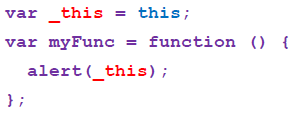 var _this = this;
var myFunc = function () {
  alert(_this);
};